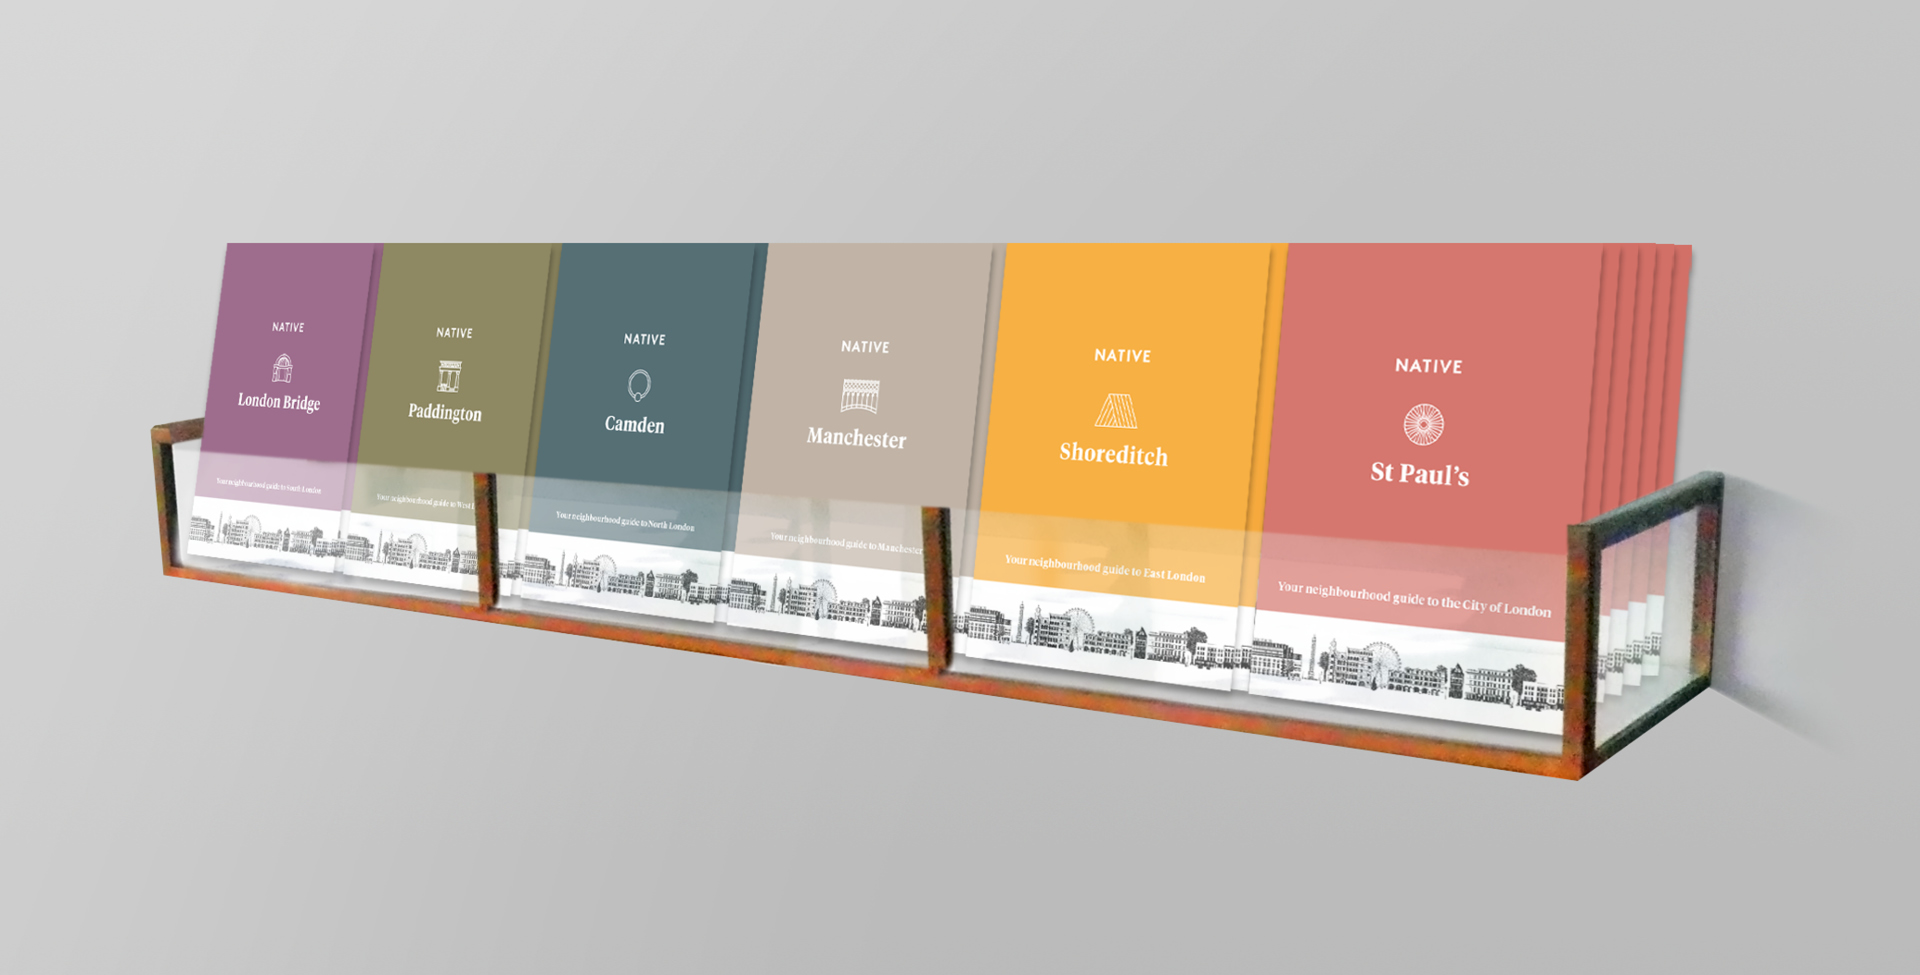 NATIVE
London Bridge
Your neighbourhood guide to South London
NATIVE
Paddington
Your neighbourhood guide to West
NATIVE
Camden
Your neighbourhood guide to North London
NATIVE
Manchester
Your neighbourhood guide to Manchester
NATIVE
Shoreditch
Your neighbourhood guide to East London
NATIVE
St Paul's
Your neighbourhood guide to the City of London